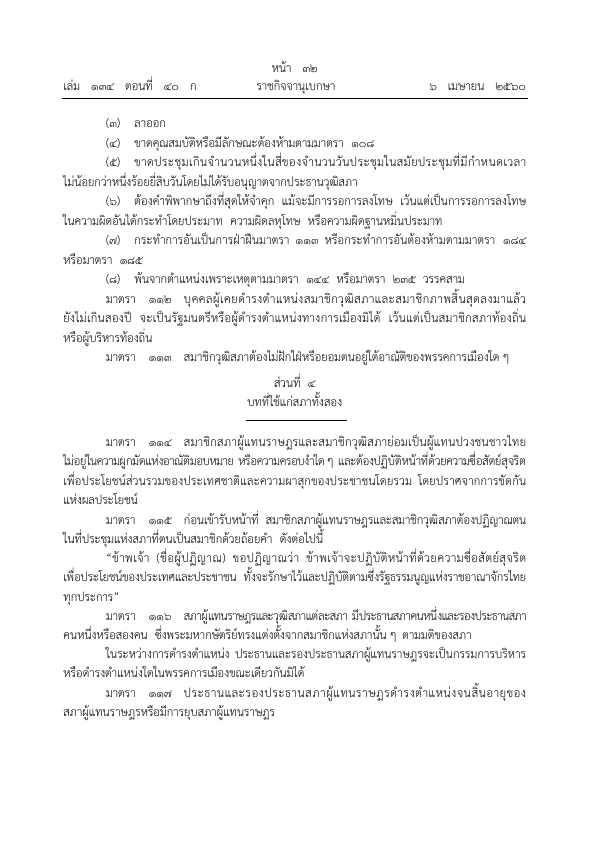 หน้า ๓๒
เล่ม ๑๓๔ ตอนที่ ๔๐ ก ราชกิจจานุเบกษา ๖ เมษายน ๒๕๖๐
(๓) ลาออก
(๔) ขาดคุณสมบัติหรือมีลักษณะต้องห้ามตามมาตรา ๑๐๘
(๕) ขาดประชุมเกินจำนวนหนึ่งในสี่ของจำนวนวันประชุมในสมัยประชุมที่มีกำหนดเวลา
ไม่น้อยกว่าหนึ่งร้อยยี่สิบวันโดยไม่ได้รับอนุญาตจากประธานวุฒิสภา
(๖) ต้องคำพิพากษาถึงที่สุดให้จำคุก แม้จะมีการรอการลงโทษ เว้นแต่เป็นการรอการลงโทษ
ในความผิดอันได้กระทำโดยประมาท ความผิดลหุโทษ หรือความผิดฐานหมิ่นประมาท
(๗) กระทำการอันเป็นการฝ่าฝืนมาตรา ๑๑๓ หรือกระทำการอันต้องห้ามตามมาตรา ๑๘๔
หรือมาตรา ๑๘๕
(๘) พ้นจากตำแหน่งเพราะเหตุตามมาตรา ๑๔๔ หรือมาตรา ๒๓๕ วรรคสาม
มาตรา ๑๑๒ บุคคลผู้เคยดำรงตำแหน่งสมาชิกวุฒิสภาและสมาชิกภาพสิ้นสุดลงมาแล้ว
ยังไม่เกินสองปี จะเป็นรัฐมนตรีหรือผู้ดำรงตำแหน่งทางการเมืองมิได้ เว้นแต่เป็นสมาชิกสภาท้องถิ่น
หรือผู้บริหารท้องถิ่น
มาตรา ๑๑๓ สมาชิกวุฒิสภาต้องไม่ฝักใฝ่หรือยอมตนอยู่ใต้อาณัติของพรรคการเมืองใด ๆ
ส่วนที่ ๔
บทที่ใช้แก่สภาทั้งสอง
มาตรา ๑๑๔ สมาชิกสภาผู้แทนราษฎรและสมาชิกวุฒิสภาย่อมเป็นผู้แทนปวงชนชาวไทย
ไม่อยู่ในความผูกมัดแห่งอาณัติมอบหมาย หรือความครอบงำใด ๆ และต้องปฏิบัติหน้าที่ด้วยความซื่อสัตย์สุจริต
เพื่อประโยชน์ส่วนรวมของประเทศชาติและความผาสุกของประชาชนโดยรวม โดยปราศจากการขัดกัน
แห่งผลประโยชน์
มาตรา ๑๑๕ ก่อนเข้ารับหน้าที่ สมาชิกสภาผู้แทนราษฎรและสมาชิกวุฒิสภาต้องปฏิญาณตน
ในที่ประชุมแห่งสภาที่ตนเป็นสมาชิกด้วยถ้อยคำ ดังต่อไปนี้
“ข้าพเจ้า (ชื่อผู้ปฏิญาณ) ขอปฏิญาณว่า ข้าพเจ้าจะปฏิบัติหน้าที่ด้วยความซื่อสัตย์สุจริต
เพื่อประโยชน์ของประเทศและประชาชน ทั้งจะรักษาไว้และปฏิบัติตามซึ่งรัฐธรรมนูญแห่งราชอาณาจักรไทย
ทุกประการ”
มาตรา ๑๑๖ สภาผู้แทนราษฎรและวุฒิสภาแต่ละสภา มีประธานสภาคนหนึ่งและรองประธานสภา
คนหนึ่งหรือสองคน ซึ่งพระมหากษัตริย์ทรงแต่งตั้งจากสมาชิกแห่งสภานั้น ๆ ตามมติของสภา
ในระหว่างการดำรงตำแหน่ง ประธานและรองประธานสภาผู้แทนราษฎรจะเป็นกรรมการบริหาร
หรือดำรงตำแหน่งใดในพรรคการเมืองขณะเดียวกันมิได้
มาตรา ๑๑๗ ประธานและรองประธานสภาผู้แทนราษฎรดำรงตำแหน่งจนสิ้นอายุของ
สภาผู้แทนราษฎรหรือมีการยุบสภาผู้แทนราษฎร